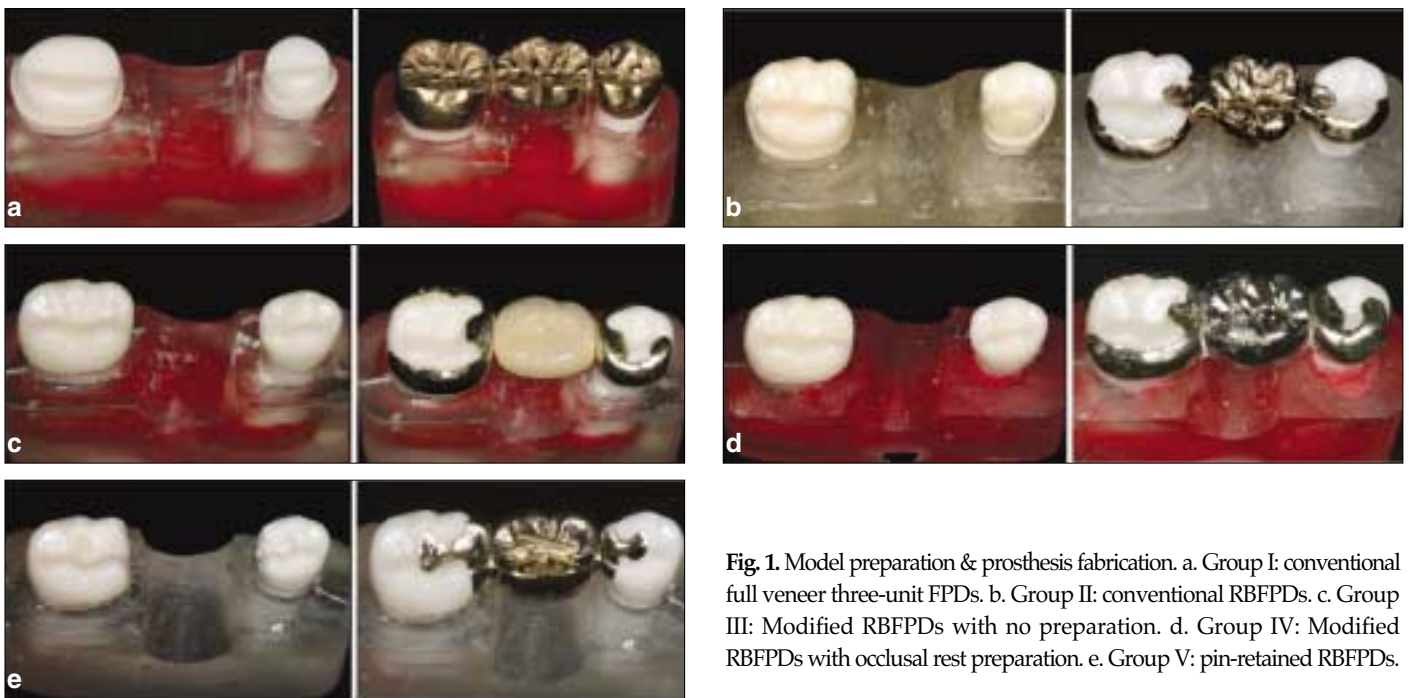 a
b
c
d
e
Fig. 1. Model preparation & prosthesis fabrication. a. Group I: conventional
full veneer three-unit FPDs. b. Group II: conventional RBFPDs. c. Group
III: Modified RBFPDs with no preparation. d. Group IV: Modified
RBFPDs with occlusal rest preparation. e. Group V: pin-retained RBFPDs.